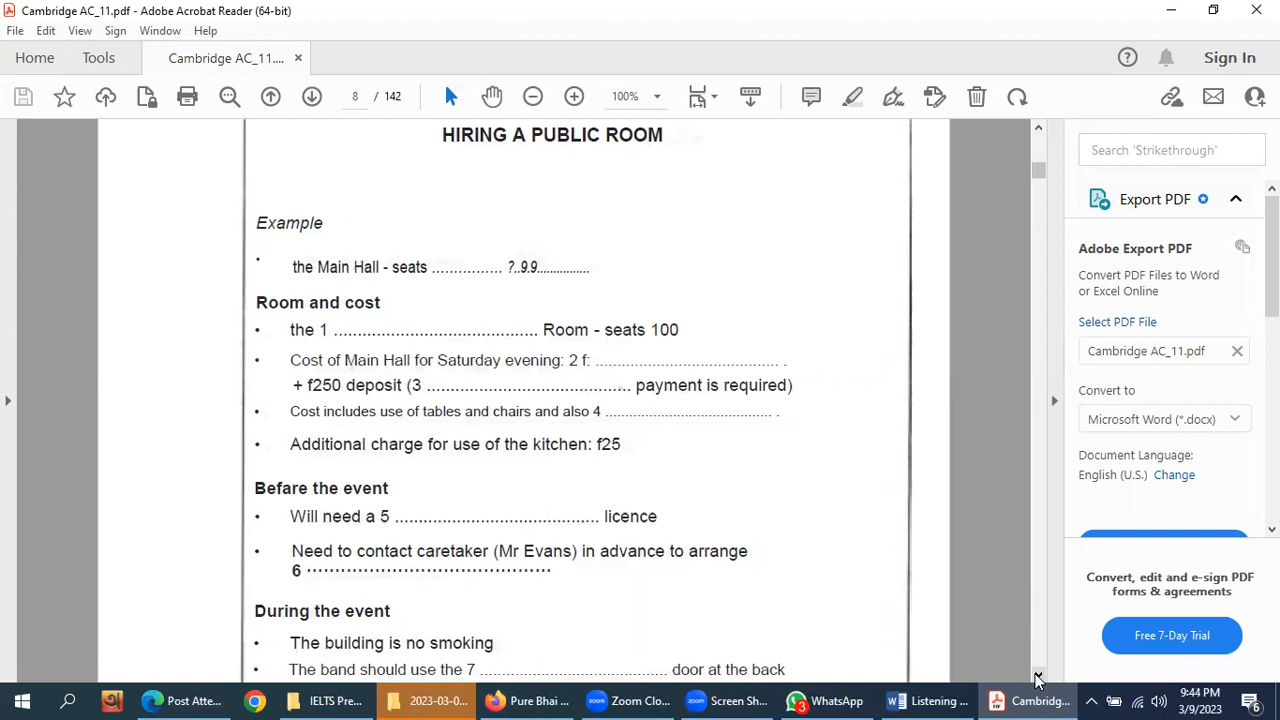 Cambridge AC_11.pdf - Adobe Acrobat Reader (64-bit)
File Edit View Sign Window Help
Home Tools Cambridge AC_11.... Sign In
8 / 142 100%
Search 'Strikethrough'
HIRING A PUBLIC ROOM
Example
• the Main Hall - seats ............... ?..9.9...............
Room and cost
• the 1 ........................................... Room - seats 100
• Cost of Main Hall for Saturday evening: 2 f: ............................................... .
+ f250 deposit (3 ........................................... payment is required)
• Cost includes use of tables and chairs and also 4 ........................................... .
• Additional charge for use of the kitchen: f25
Befare the event
• Will need a 5 ........................................... licence
• Need to contact caretaker (Mr Evans) in advance to arrange
6 ...........................................
During the event
• The building is no smoking
• The band should use the 7 ........................................ door at the back
Export PDF
Adobe Export PDF
Convert PDF Files to Word
or Excel Online
Select PDF File
Cambridge AC_11.pdf
Convert to
Microsoft Word (*.docx)
Document Language:
English (U.S.) Change
Convert, edit and e-sign PDF
forms & agreements
Free 7-Day Trial
Post Atte... IELTS Pre... 2023-03-0... Pure Bhai ... Zoom Clo... Screen Sh... 3 WhatsApp Listening ... Cambridg... 9:44 PM
3/9/2023 6